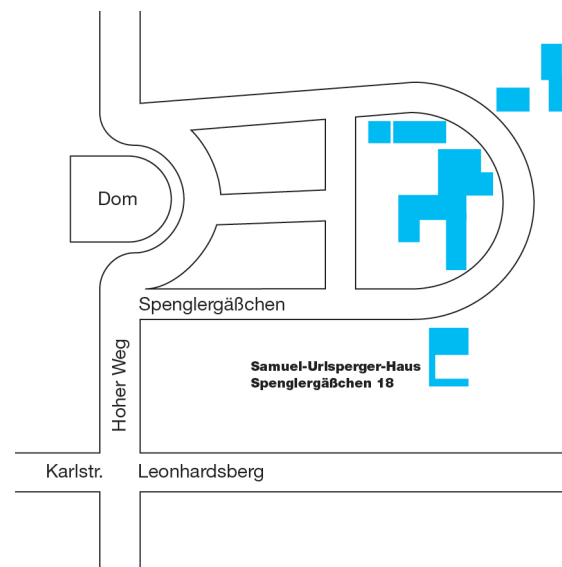 Dom
Spenglergäßchen
Hoher Weg
Samuel-Urlsperger-Haus
Spenglergäßchen 18
Karlstr. Leonhardsberg